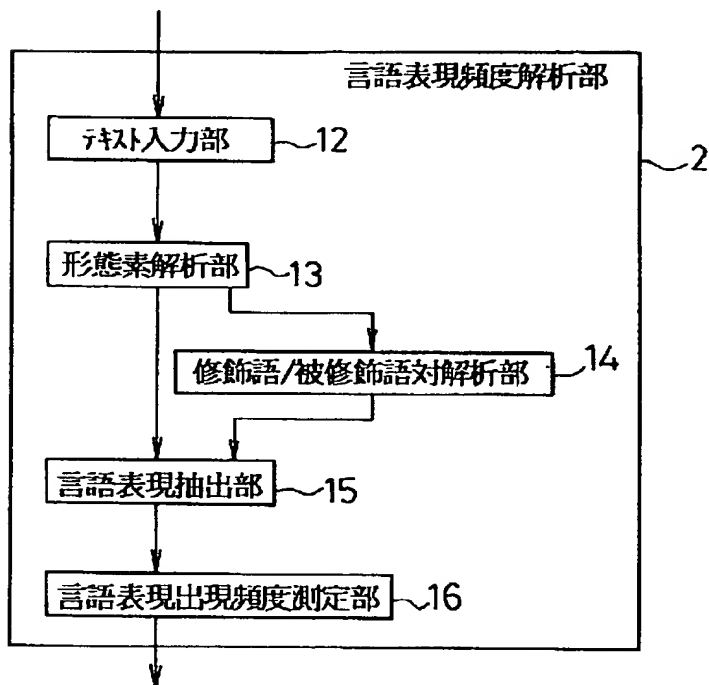 言語表現頻度解析部
テキスト入力部
12
2
形態素解析部
13
修飾語/被修飾語対解析部
14
言語表現抽出部
15
言語表現出現頻度測定部
16